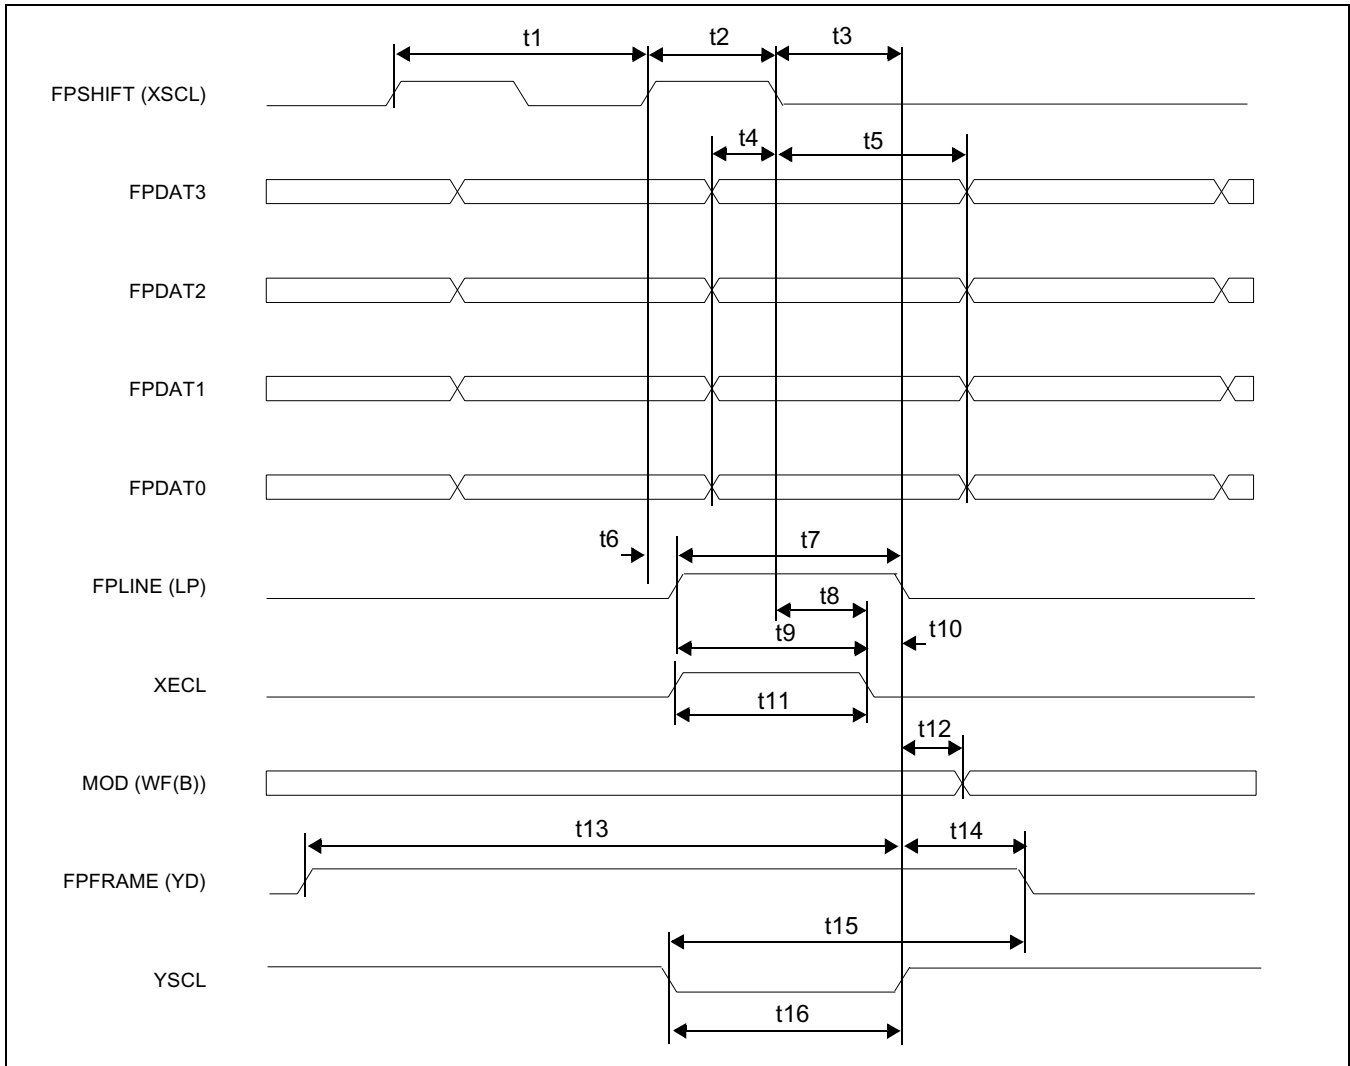 t1 t2 t3
FPSHIFT (XSCL)
t4 t5
FPDAT3
FPDAT2
FPDAT1
FPDAT0
t6 t7
FPLINE (LP)
t8
t9 t10
XECL
t11
t12
MOD (WF(B))
t13 t14
FPFRAME (YD)
t15
YSCL
t16